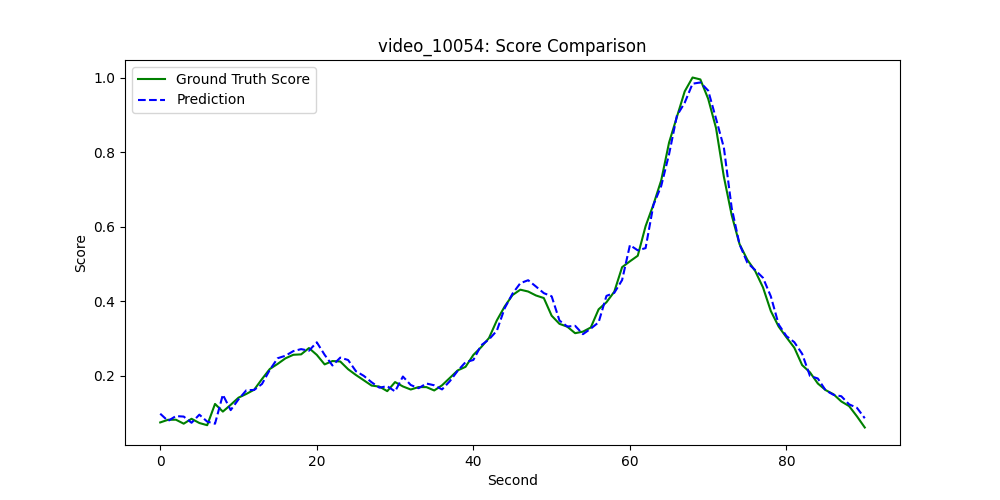 video_10054: Score Comparison
Ground Truth Score
Prediction
1.0
0.8
0.6
0.4
0.2
Score
0 20 40 60 80
Second